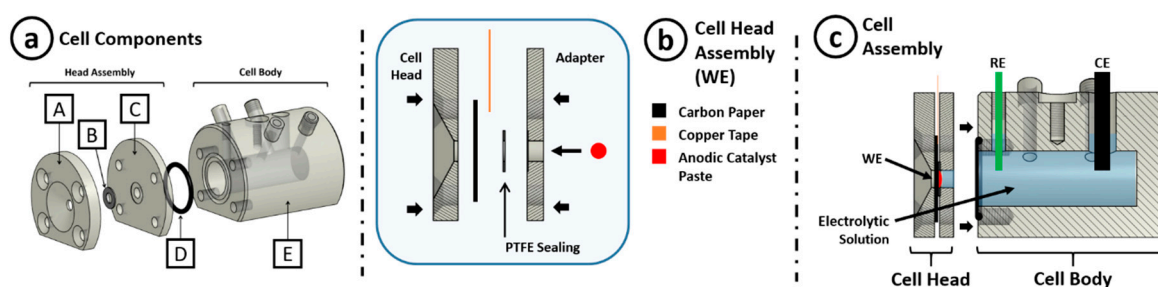 a Cell Components
Head Assembly
Cell Body
A
B
C
D
E
Cell
Head
Adapter
PTFE Sealing
b Cell Head
Assembly
(WE)
Carbon Paper
Copper Tape
Anodic Catalyst
Paste
c Cell
Assembly
RE
CE
WE
Electrolytic
Solution
Cell Head
Cell Body